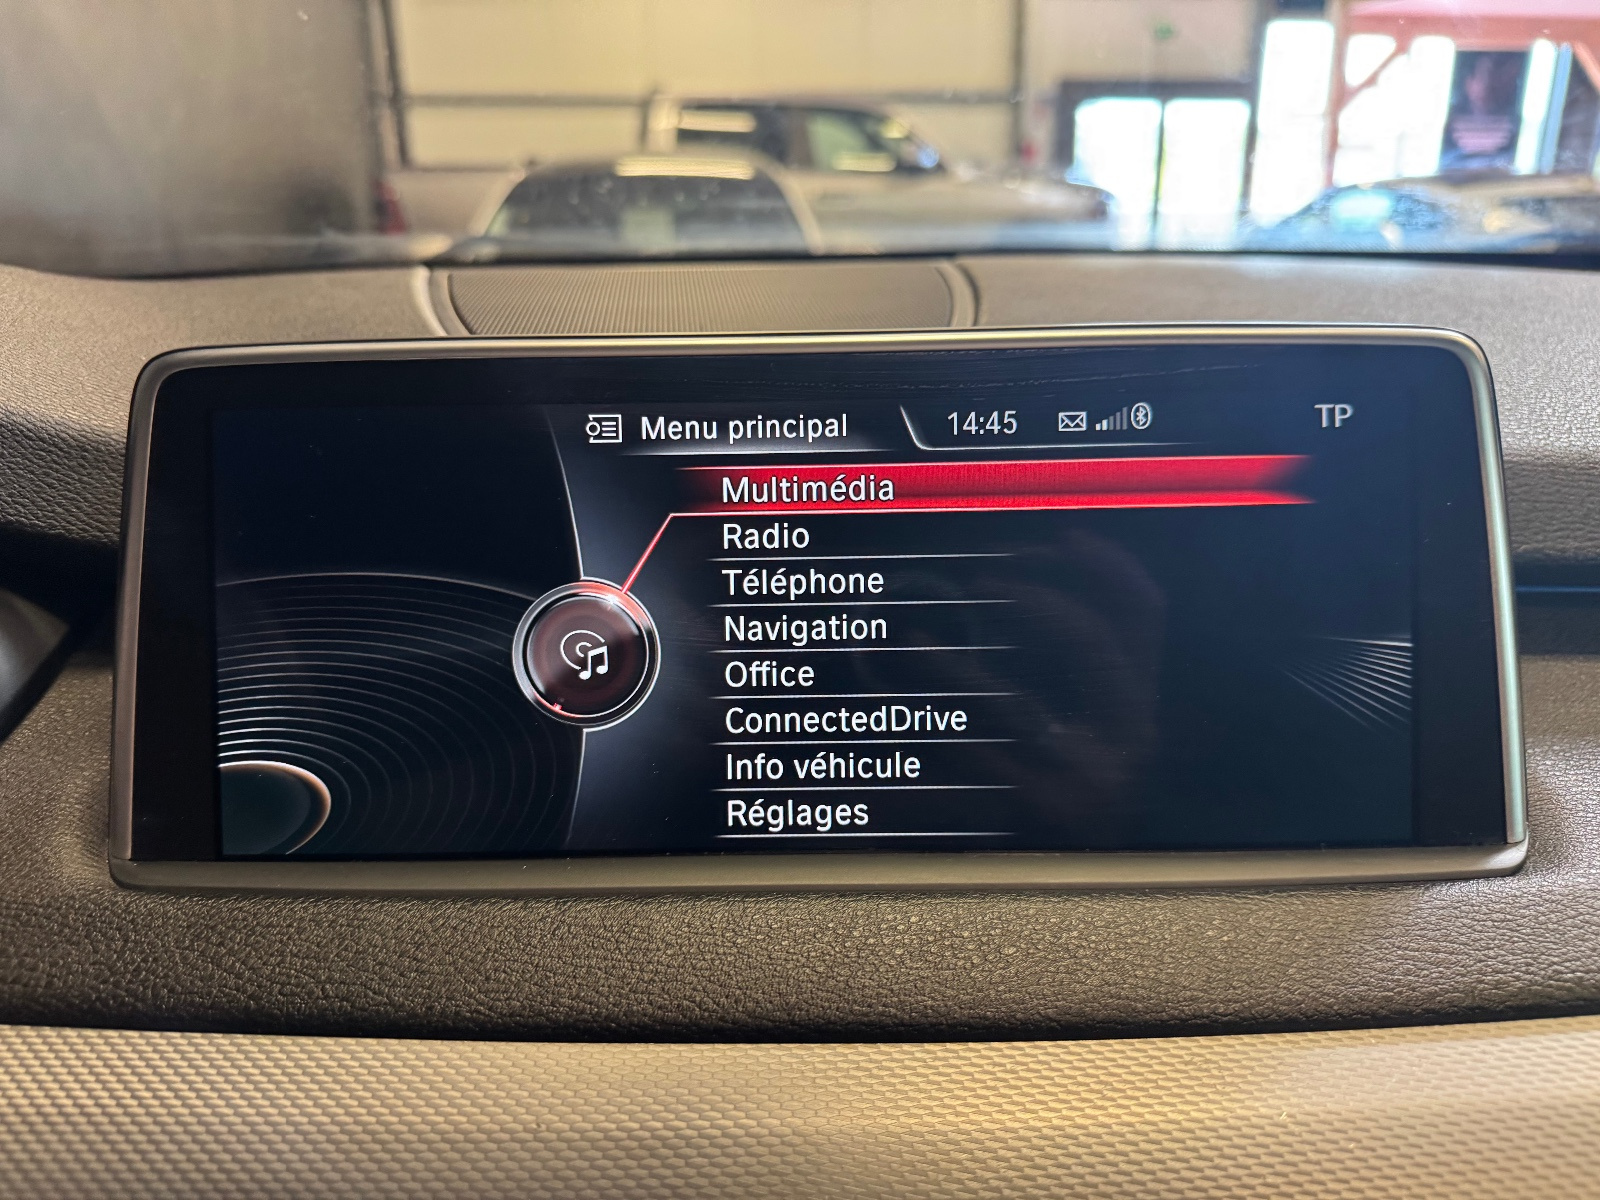 Menu principal
14:45
TP
Multimédia
Radio
Téléphone
Navigation
Office
ConnectedDrive
Info véhicule
Réglages